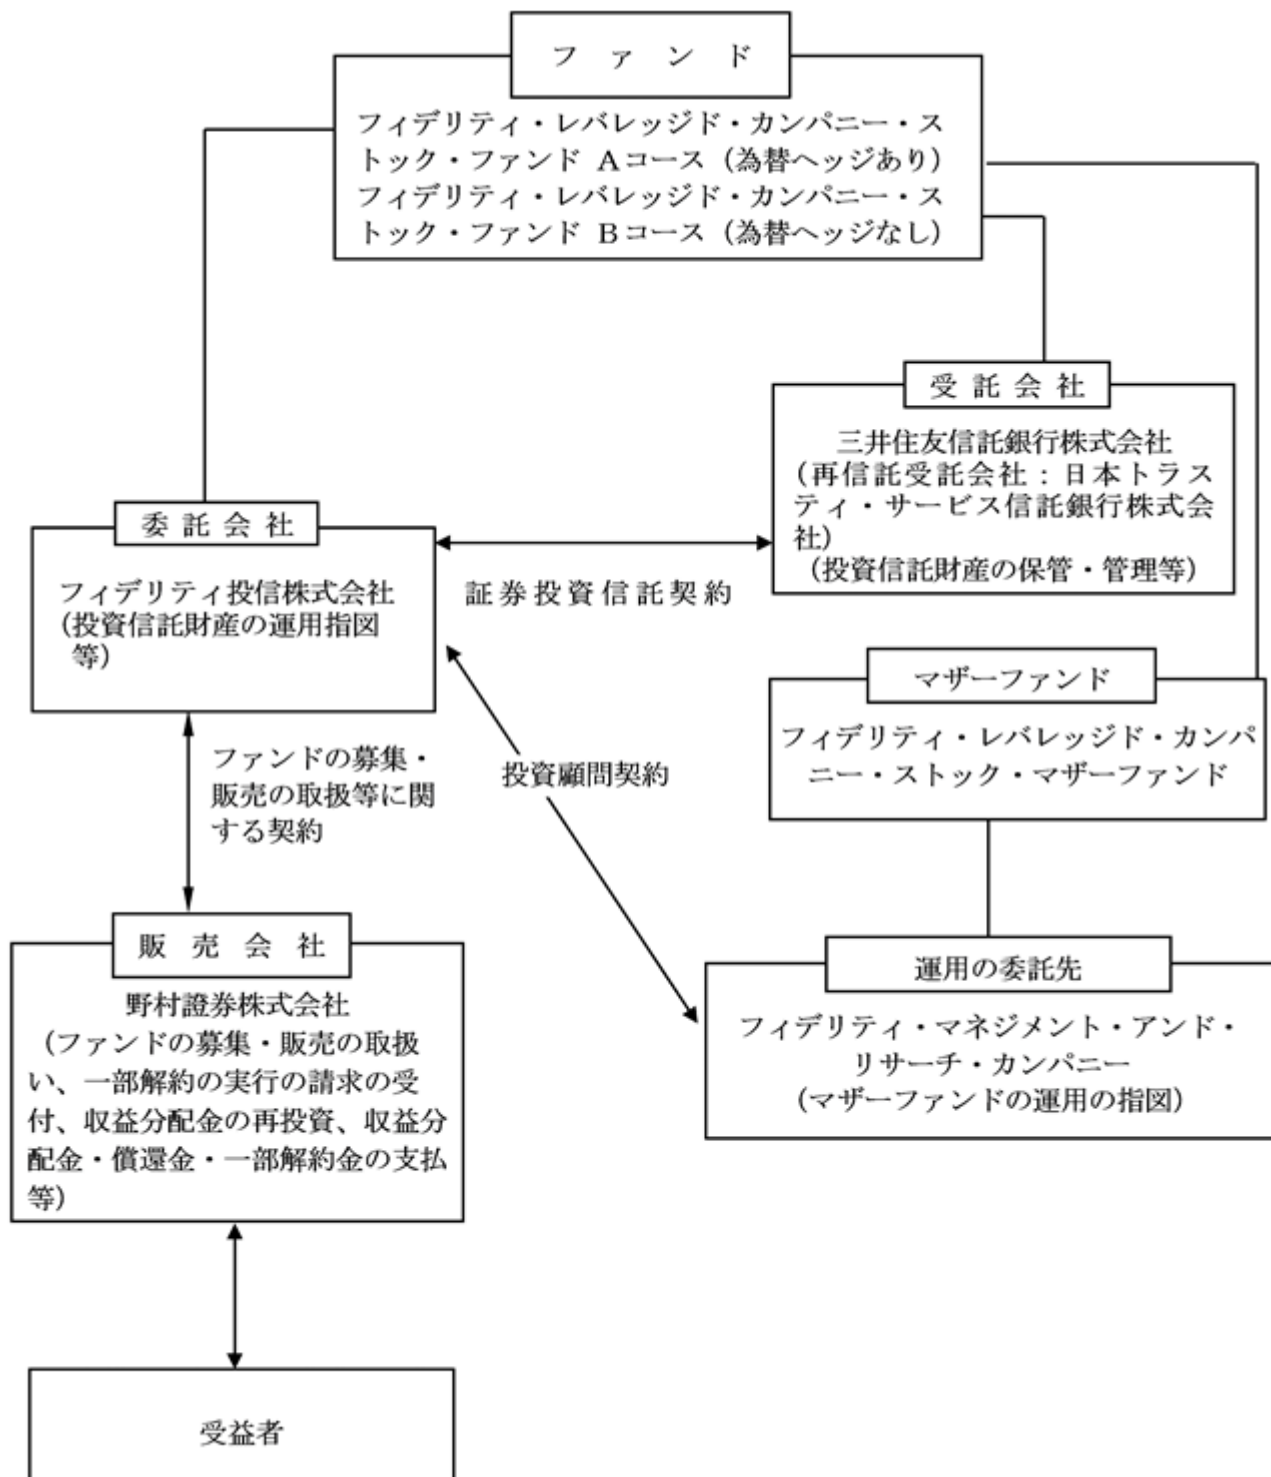 ファンド
フィデリティ・レバレッジド・カンパニー・ス
トック・ファンド Aコース（為替ヘッジあり）
フィデリティ・レバレッジド・カンパニー・ス
トック・ファンド Bコース（為替ヘッジなし）
受託会社
三井住友信託銀行株式会社
（再信託受託会社：日本トラス
ティ・サービス信託銀行株式会
社）
（投資信託財産の保管・管理等）
委託会社
フィデリティ投信株式会社
（投資信託財産の運用指図
等）
証券投資信託契約
マザーファンド
フィデリティ・レバレッジド・カンパ
ニー・ストック・マザーファンド
ファンドの募集・
販売の取扱等に関
する契約
投資顧問契約
販売会社
野村證券株式会社
（ファンドの募集・販売の取扱
い、一部解約の実行の請求の受
付、収益分配金の再投資、収益分
配金・償還金・一部解約金の支払
等）
運用の委託先
フィデリティ・マネジメント・アンド・
リサーチ・カンパニー
（マザーファンドの運用の指図）
受益者